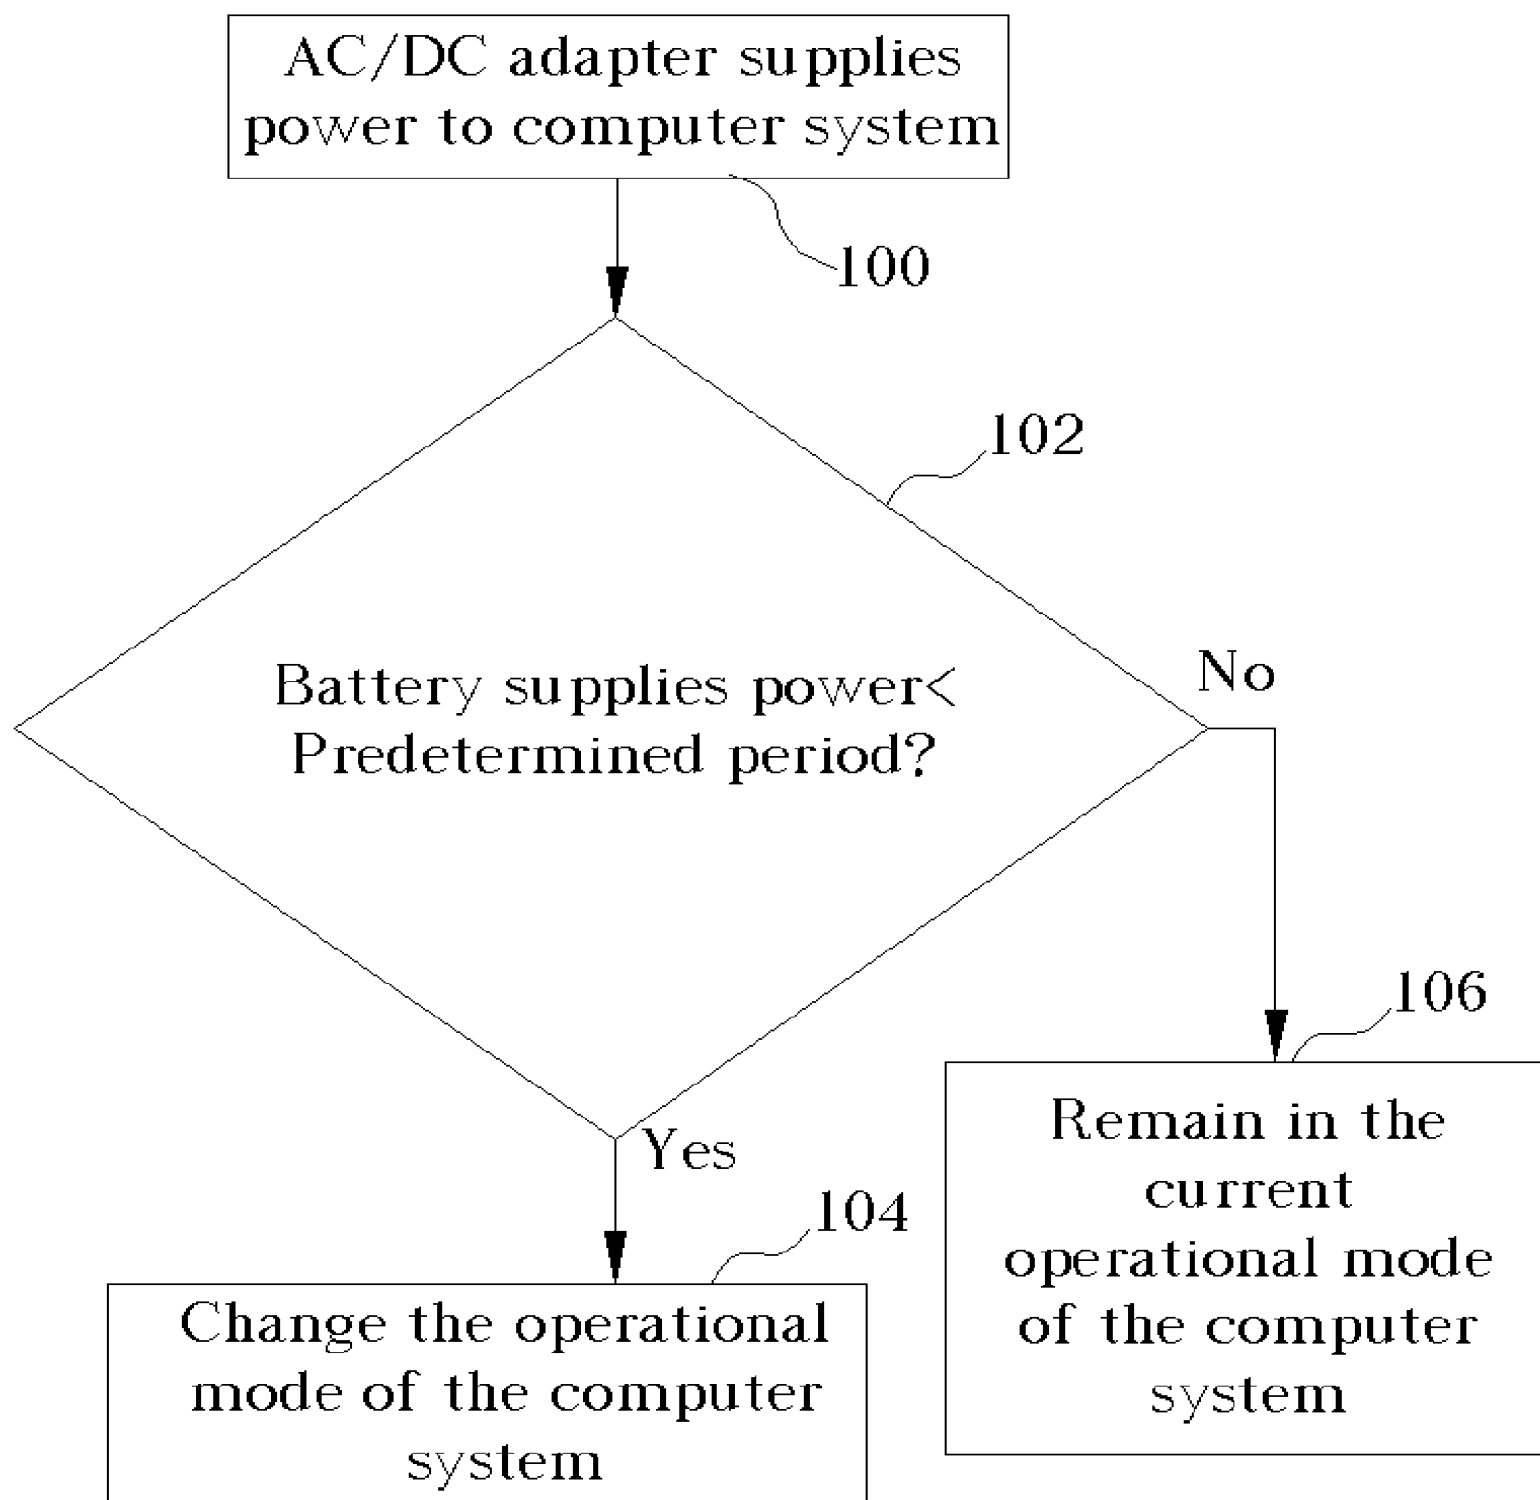 AC/DC adapter supplies
power to computer system
100
102
Battery supplies power<
Predetermined period?
No
106
Remain in the
current
operational mode
of the computer
system
Yes
104
Change the operational
mode of the computer
system